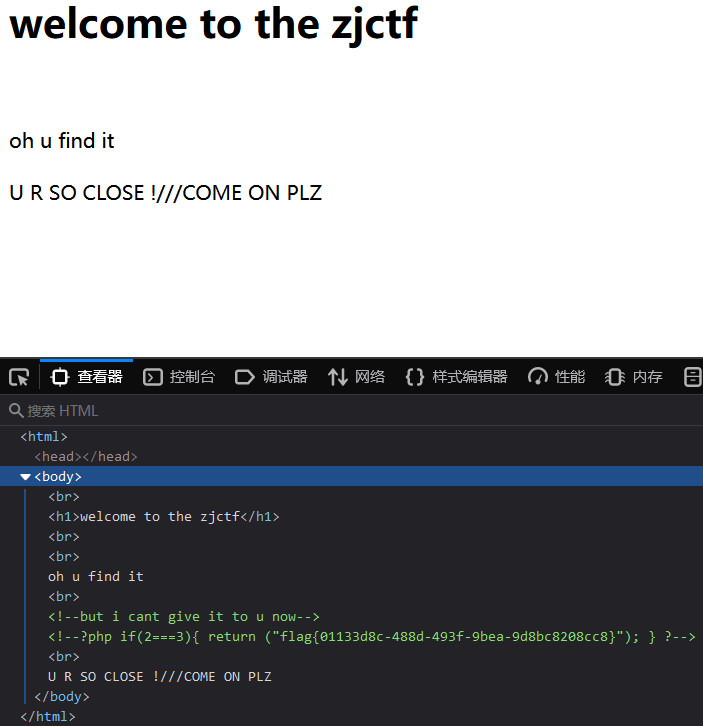 welcome to the zjctf
oh u find it
U R SO CLOSE !///COME ON PLZ
查看器 控制台 调试器 网络 {} 样式编辑器 性能 内存
搜索 HTML
<html>
<head></head>
<body>
<br>
<h1>welcome to the zjctf</h1>
<br>
<br>
oh u find it
<br>
<!--but i cant give it to u now-->
<!--?php if(2===3){ return ("flag{01133d8c-488d-493f-9bea-9d8bc8208cc8}"); } ?-->
<br>
U R SO CLOSE !///COME ON PLZ
</body>
</html>